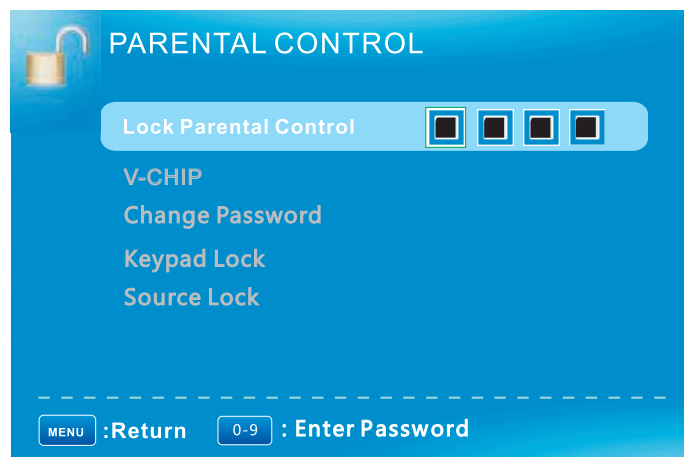 PARENTAL CONTROL
Lock Parental Control
V-CHIP
Change Password
Keypad Lock
Source Lock
MENU :Return 0-9 : Enter Password